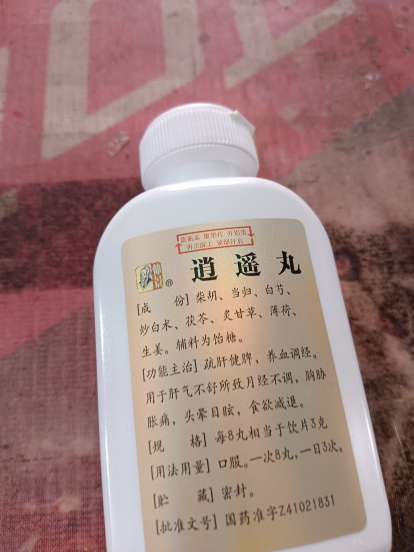 逍遥丸
®
[成 份]柴胡、当归、白芍、
炒白术、茯苓、炙甘草、薄荷、
生姜。辅料为饴糖。
[功能主治]疏肝健脾，养血调经。
用于肝气不舒所致月经不调，胸胁
胀痛，头晕目眩，食欲减退。
[规 格]每8丸相当于饮片3克
[用法用量]口服。一次8丸，一日3次。
[贮 藏]密封。
[批准文号]国药准字Z41021831